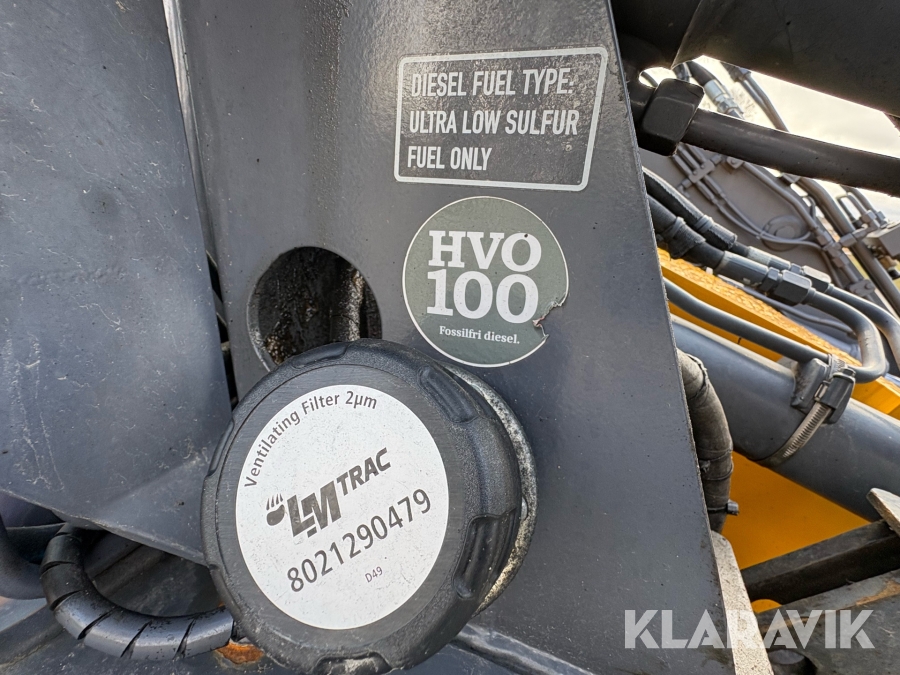 DIESEL FUEL TYPE:
ULTRA LOW SULFUR
FUEL ONLY
HVO
100
Fossilfri diesel.
Ventilating Filter 2µm
LM TRAC
8021290479
D49
KLARAVIK